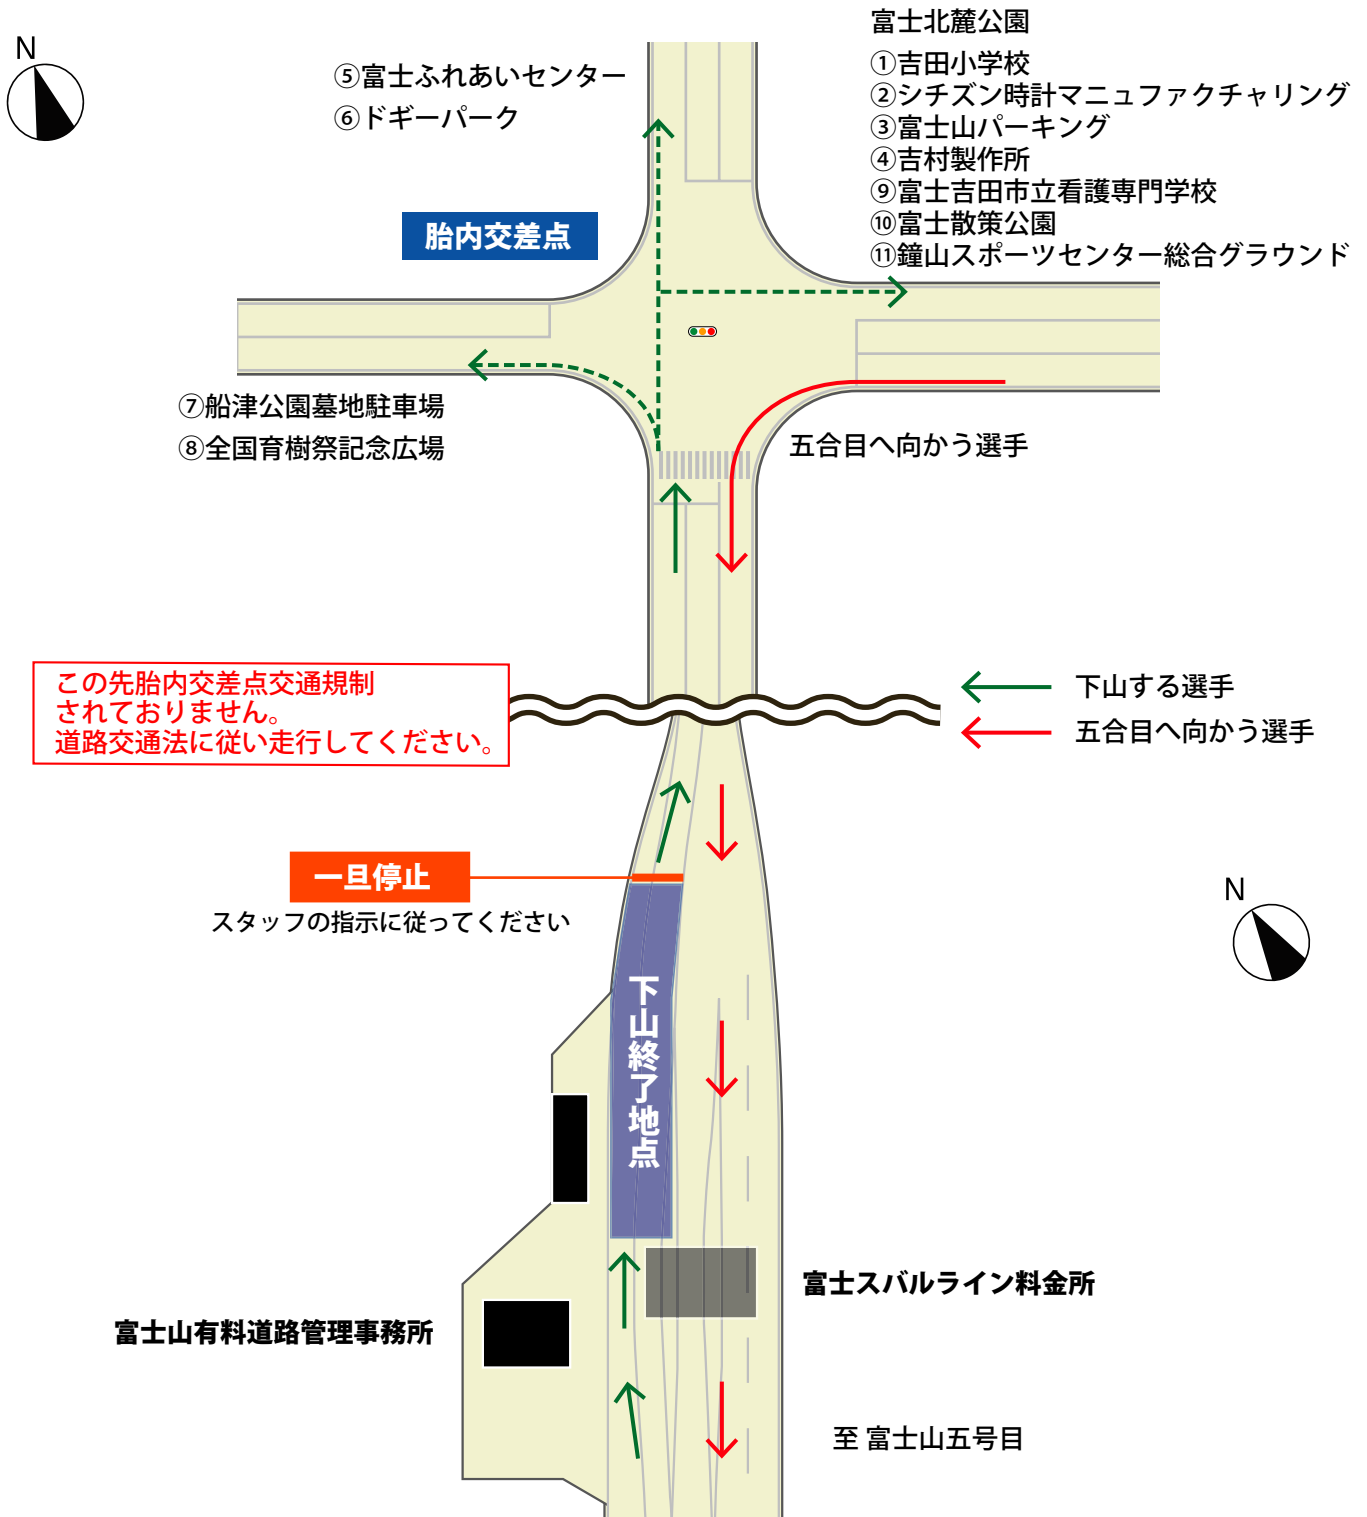 N
⑤富士ふれあいセンター
⑥ドギーパーク
富士北麓公園
①吉田小学校
②シチズン時計マニュファクチャリング
③富士山パーキング
④吉村製作所
⑨富士吉田市立看護専門学校
⑩富士散策公園
⑪鐘山スポーツセンター総合グラウンド
胎内交差点
⑦船津公園墓地駐車場
⑧全国育樹祭記念広場
五合目へ向かう選手
この先胎内交差点交通規制
されておりません。
道路交通法に従い走行してください。
下山する選手
五合目へ向かう選手
一旦停止
スタッフの指示に従ってください
N
下山終了地点
富士スバルライン料金所
富士山有料道路管理事務所
至 富士山五号目